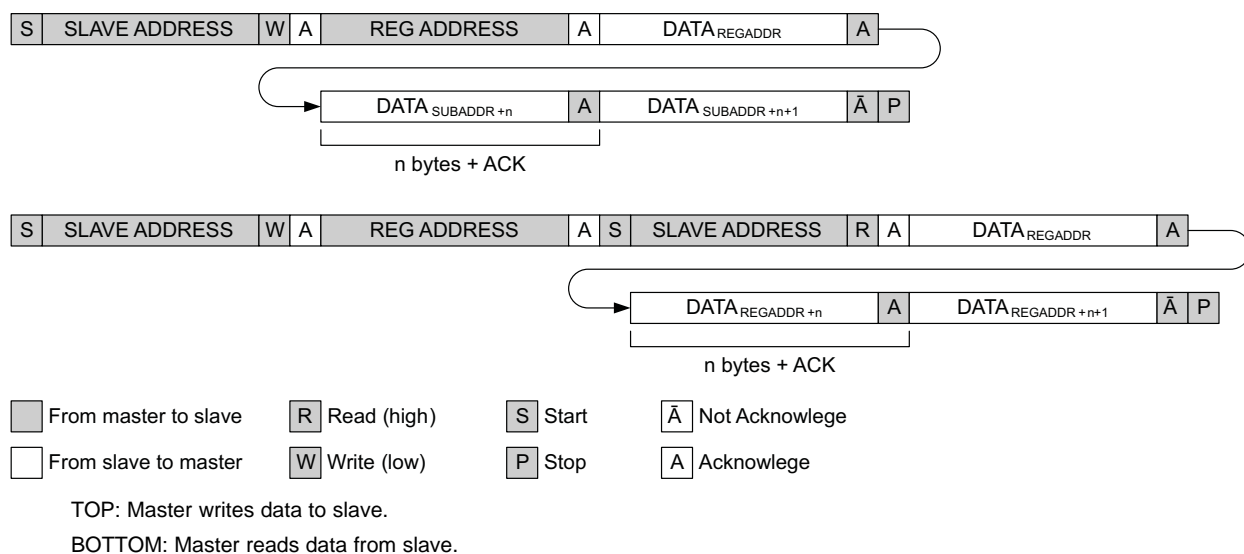 S SLAVE ADDRESS W A REG ADDRESS A DATA REGADDR A
DATA SUBADDR +n A DATA SUBADDR +n+1 Ā P
n bytes + ACK
S SLAVE ADDRESS W A REG ADDRESS A S SLAVE ADDRESS R A DATA REGADDR A
DATA REGADDR +n A DATA REGADDR +n+1 Ā P
n bytes + ACK
From master to slave R Read (high) S Start Ā Not Acknowlege
From slave to master W Write (low) P Stop A Acknowlege
TOP: Master writes data to slave.
BOTTOM: Master reads data from slave.